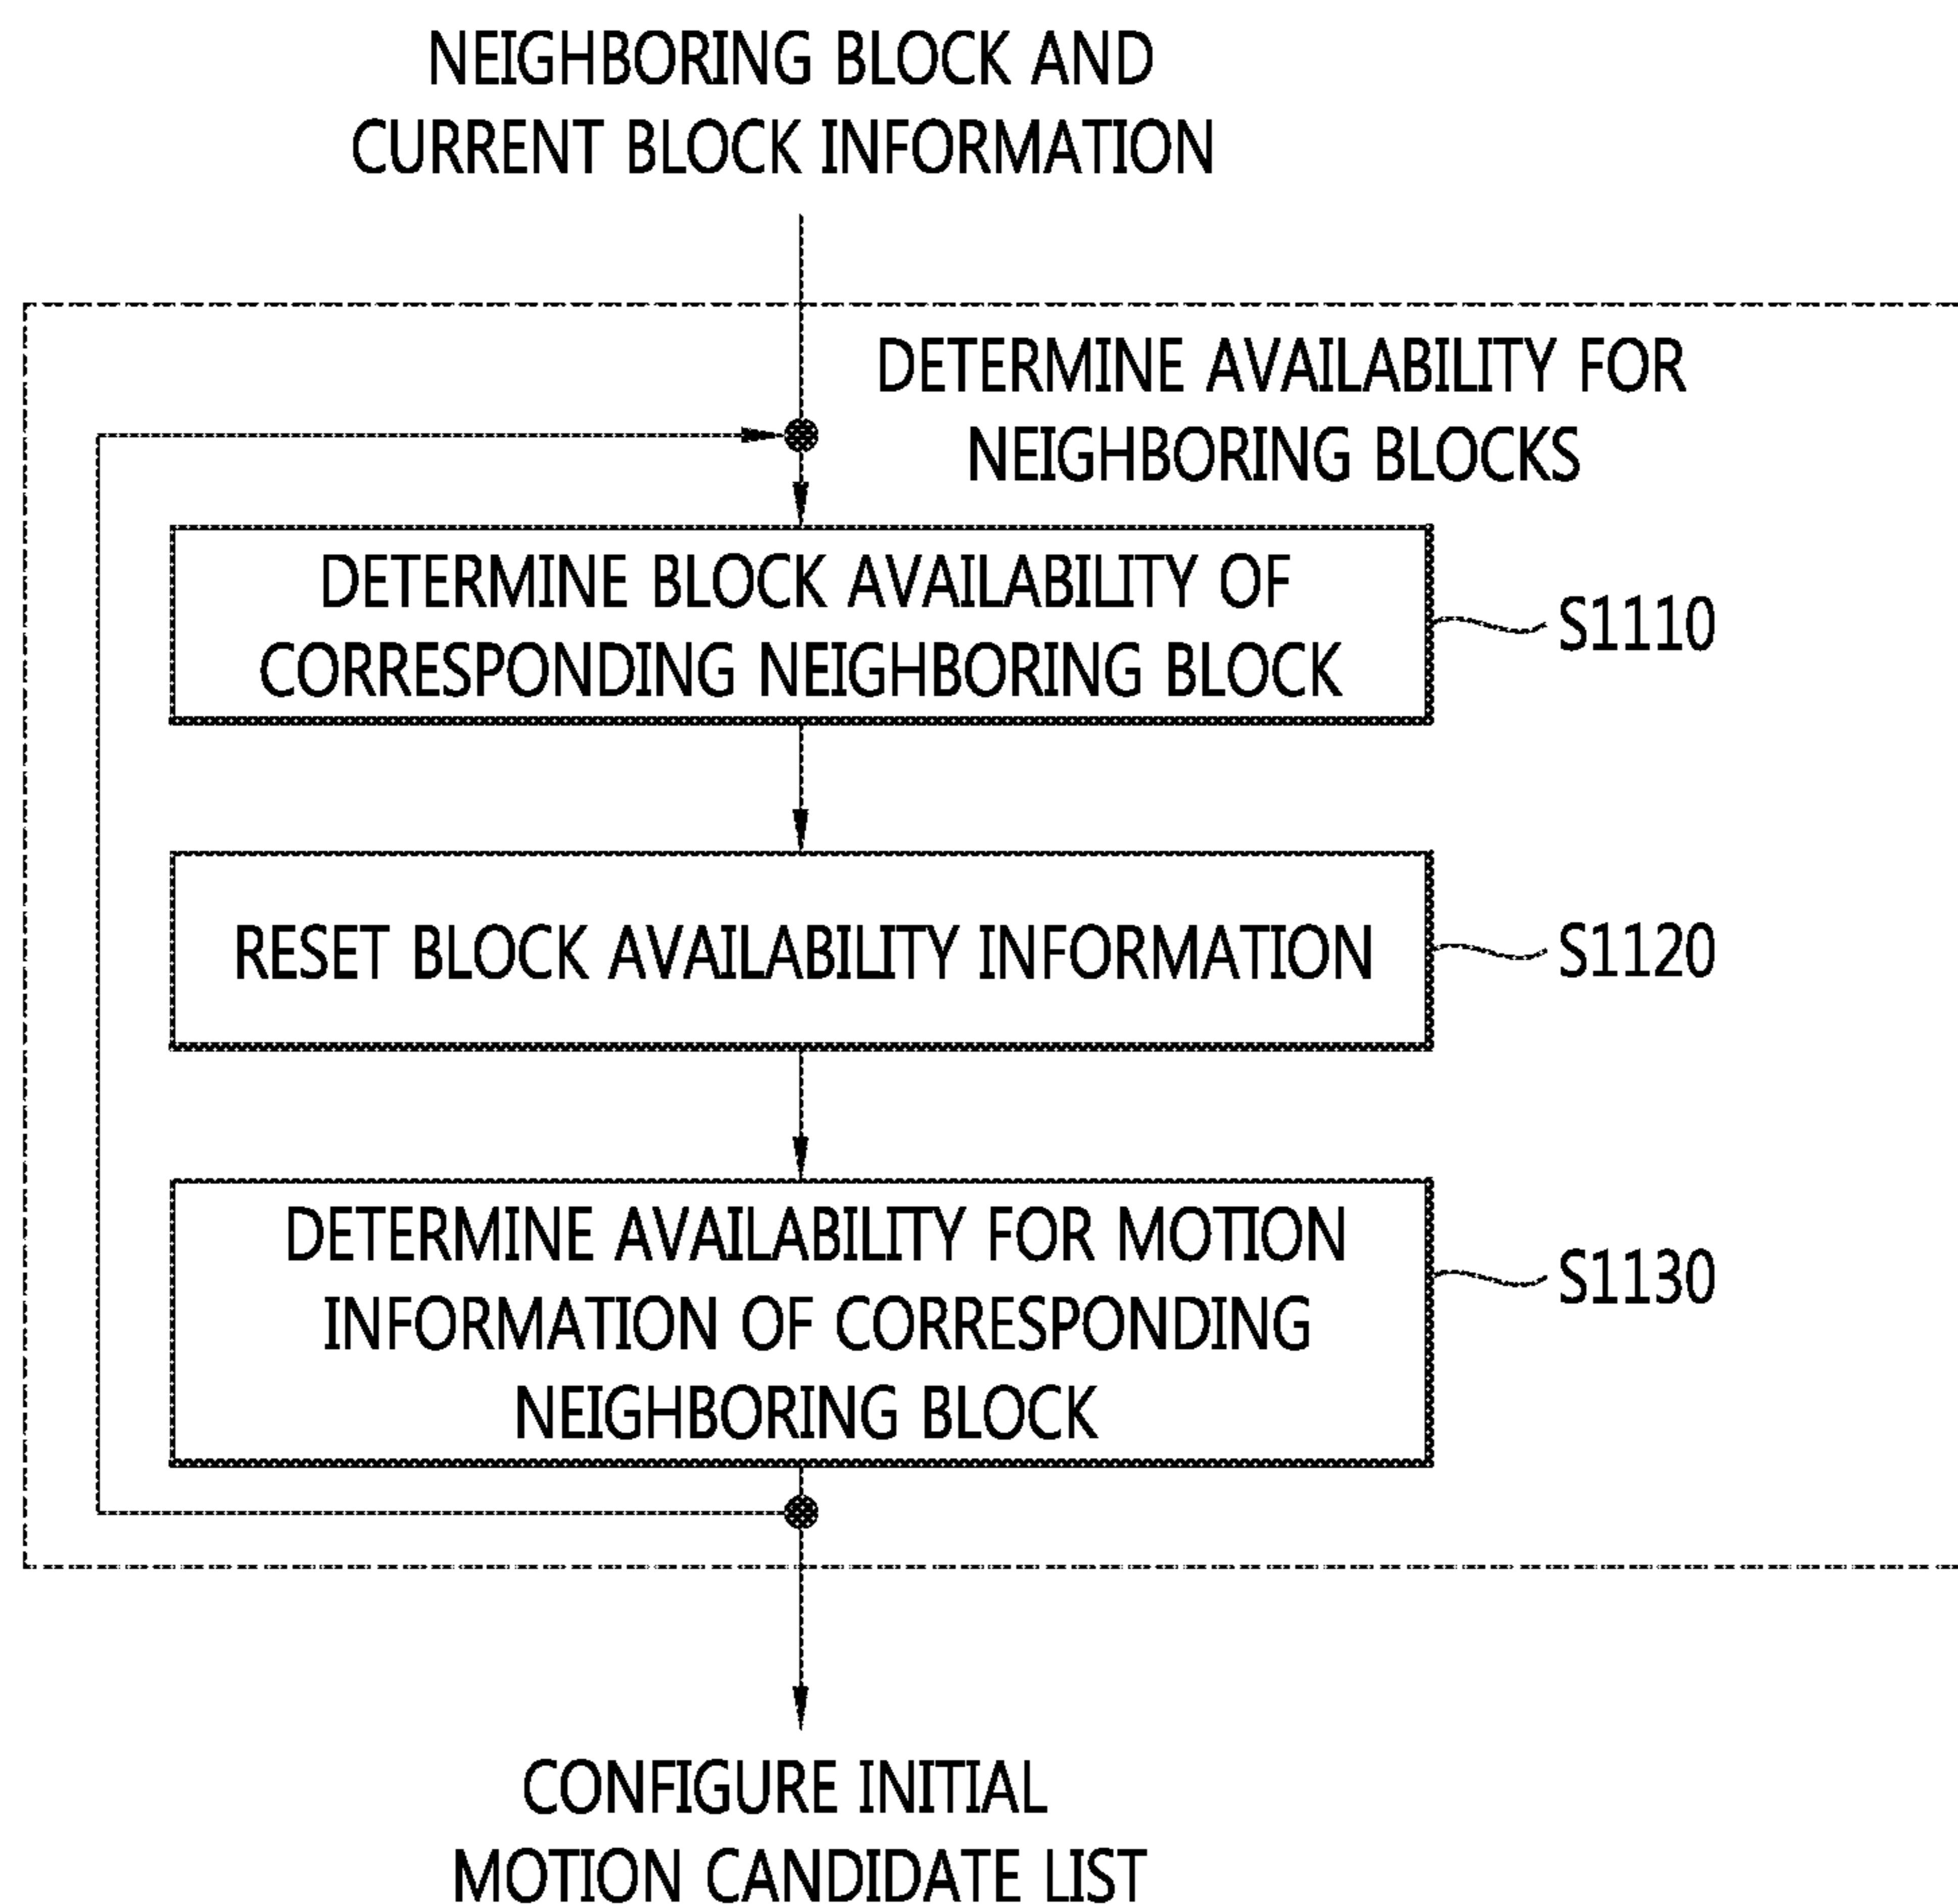 NEIGHBORING BLOCK AND
CURRENT BLOCK INFORMATION
DETERMINE AVAILABILITY FOR
NEIGHBORING BLOCKS
DETERMINE BLOCK AVAILABILITY OF
CORRESPONDING NEIGHBORING BLOCK
S1110
RESET BLOCK AVAILABILITY INFORMATION
S1120
DETERMINE AVAILABILITY FOR MOTION
INFORMATION OF CORRESPONDING
NEIGHBORING BLOCK
S1130
CONFIGURE INITIAL
MOTION CANDIDATE LIST